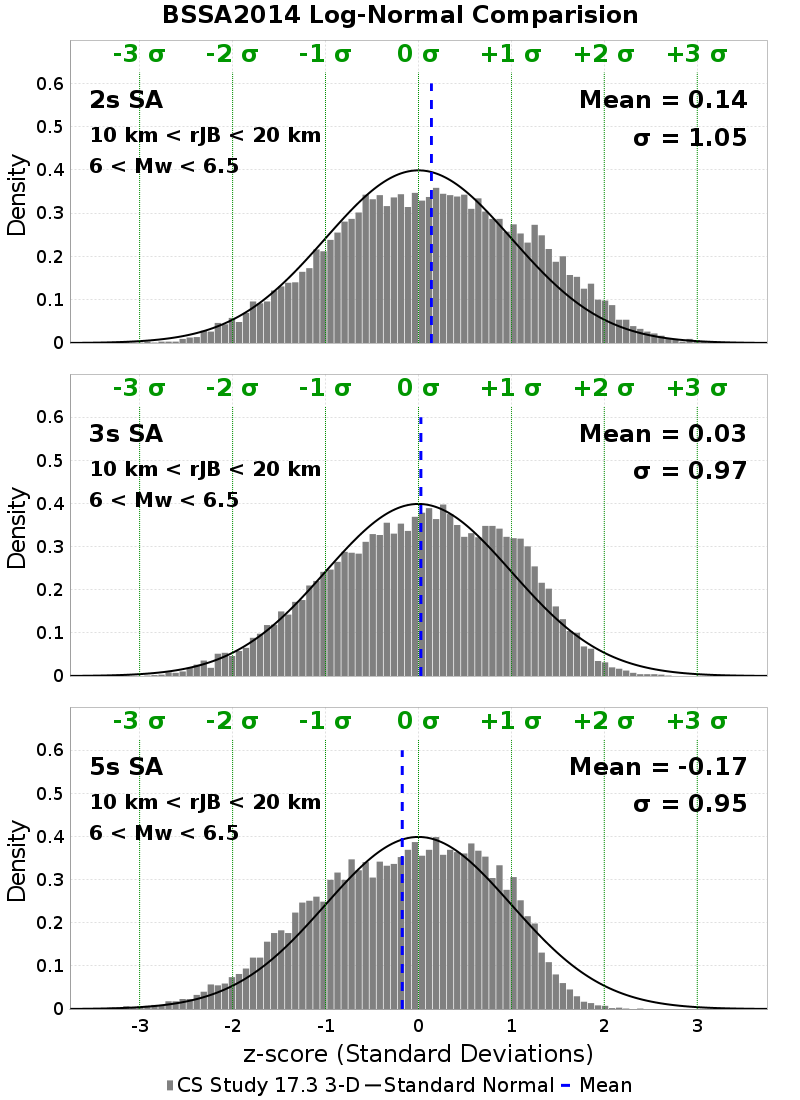 BSSA2014 Log-Normal Comparision
-3 σ -2 σ -1 σ 0 σ +1 σ +2 σ +3 σ
2s SA
Mean = 0.14
10 km < rJB < 20 km
σ = 1.05
6 < Mw < 6.5
Density
0.6
0.5
0.4
0.3
0.2
0.1
0
-3 σ -2 σ -1 σ 0 σ +1 σ +2 σ +3 σ
3s SA
Mean = 0.03
10 km < rJB < 20 km
σ = 0.97
6 < Mw < 6.5
Density
0.6
0.5
0.4
0.3
0.2
0.1
0
-3 σ -2 σ -1 σ 0 σ +1 σ +2 σ +3 σ
5s SA
Mean = -0.17
10 km < rJB < 20 km
σ = 0.95
6 < Mw < 6.5
Density
0.6
0.5
0.4
0.3
0.2
0.1
0
-3 -2 -1 0 1 2 3
z-score (Standard Deviations)
CS Study 17.3 3-D Standard Normal Mean